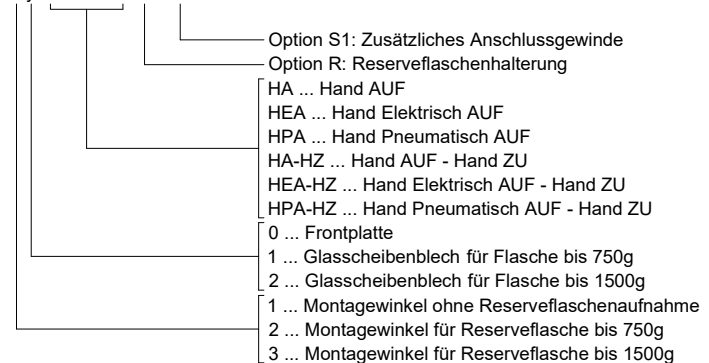 Option S1: Zusätzliches Anschlussgewinde
Option R: Reserveflaschenhalterung
HA ... Hand AUF
HEA ... Hand Elektrisch AUF
HPA ... Hand Pneumatisch AUF
HA-HZ ... Hand AUF - Hand ZU
HEA-HZ ... Hand Elektrisch AUF - Hand ZU
HPA-HZ ... Hand Pneumatisch AUF - Hand ZU
0 ... Frontplatte
1 ... Glasscheibenblech für Flasche bis 750g
2 ... Glasscheibenblech für Flasche bis 1500g
1 ... Montagewinkel ohne Reserveflaschenaufnahme
2 ... Montagewinkel für Reserveflasche bis 750g
3 ... Montagewinkel für Reserveflasche bis 1500g